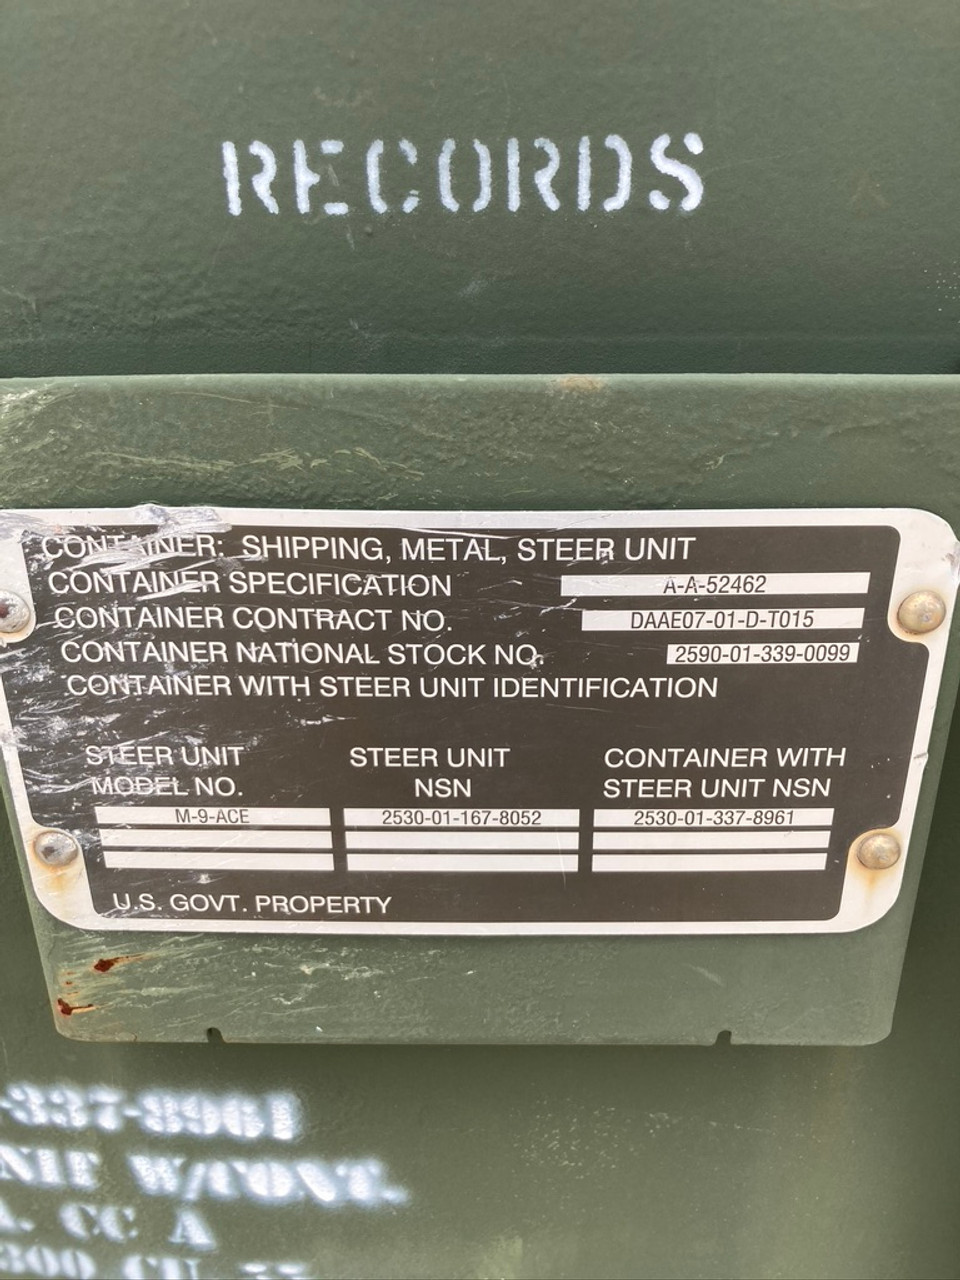 RECORDS
CONTAINER: SHIPPING, METAL, STEER UNIT
CONTAINER SPECIFICATION A-A-52462
CONTAINER CONTRACT NO. DAAE07-01-D-T015
CONTAINER NATIONAL STOCK NO. 2590-01-339-0099
CONTAINER WITH STEER UNIT IDENTIFICATION
STEER UNIT STEER UNIT CONTAINER WITH
MODEL NO. NSN STEER UNIT NSN
M-9-ACE 2530-01-167-8052 2530-01-337-8961
U.S. GOVT. PROPERTY
-337-8961
W/CONT.
CC A